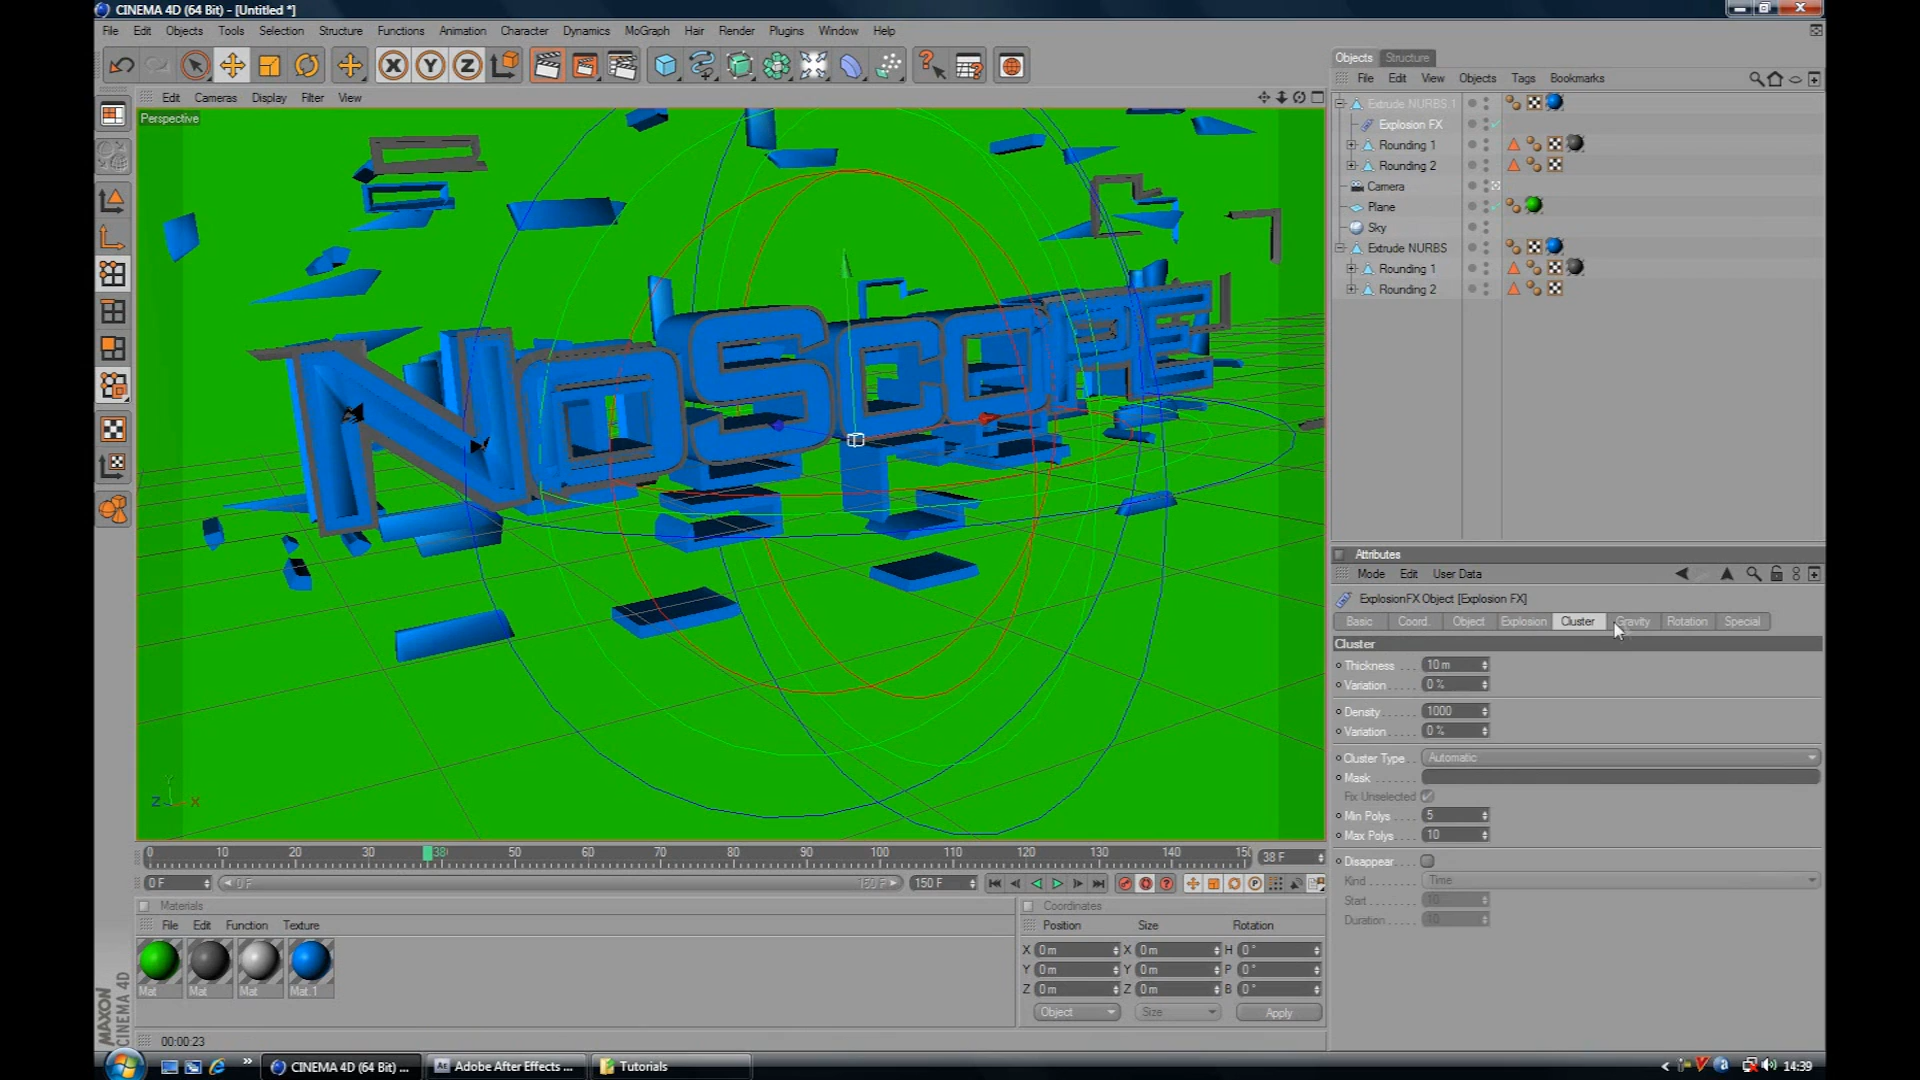 CINEMA 4D (64 Bit) - [Untitled *]
File Edit Objects Tools Selection Structure Functions Animation Character Dynamics MoGraph Hair Render Plugins Window Help
Edit Cameras Display Filter View
Perspective
NOSCOPE
Y
Z X
0 10 20 30 38 50 60 70 80 90 100 110 120 130 140 150
38 F
0 F
0 F
150 F
150 F
Materials
File Edit Function Texture
Mat Mat Mat Mat.1
Coordinates
Position Size Rotation
X 0 m X 0 m H 0 °
Y 0 m Y 0 m P 0 °
Z 0 m Z 0 m B 0 °
Object Size Apply
MAXON
CINEMA 4D
00:00:23
Objects Structure
File Edit View Objects Tags Bookmarks
Extrude NURBS.1
Explosion FX
Rounding 1
Rounding 2
Camera
Plane
Sky
Extrude NURBS
Rounding 1
Rounding 2
Attributes
Mode Edit User Data
ExplosionFX Object [Explosion FX]
Basic Coord. Object Explosion Cluster Gravity Rotation Special
Cluster
Thickness 10 m
Variation 0 %
Density 1000
Variation 0 %
Cluster Type Automatic
Mask
Fix Unselected
Min Polys 5
Max Polys 10
Disappear
Kind Time
Start 10
Duration 10
CINEMA 4D (64 Bit) ...
Ae Adobe After Effects ...
Tutorials
14:39